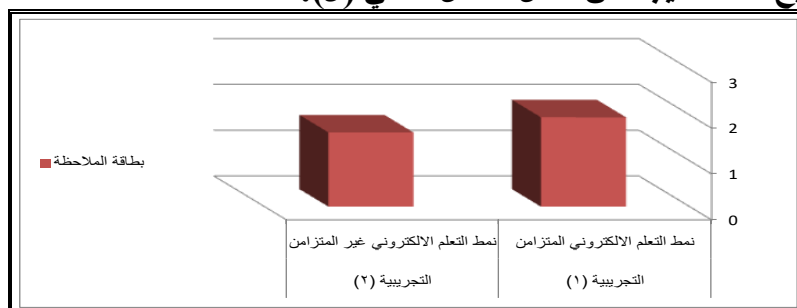 3
2
1
0
بطاقة الملاحظة
نمط التعلم الالكتروني المتزامن
نمط التعلم الالكتروني غير المتزامن
التجريبية (١)
التجريبية (٢)